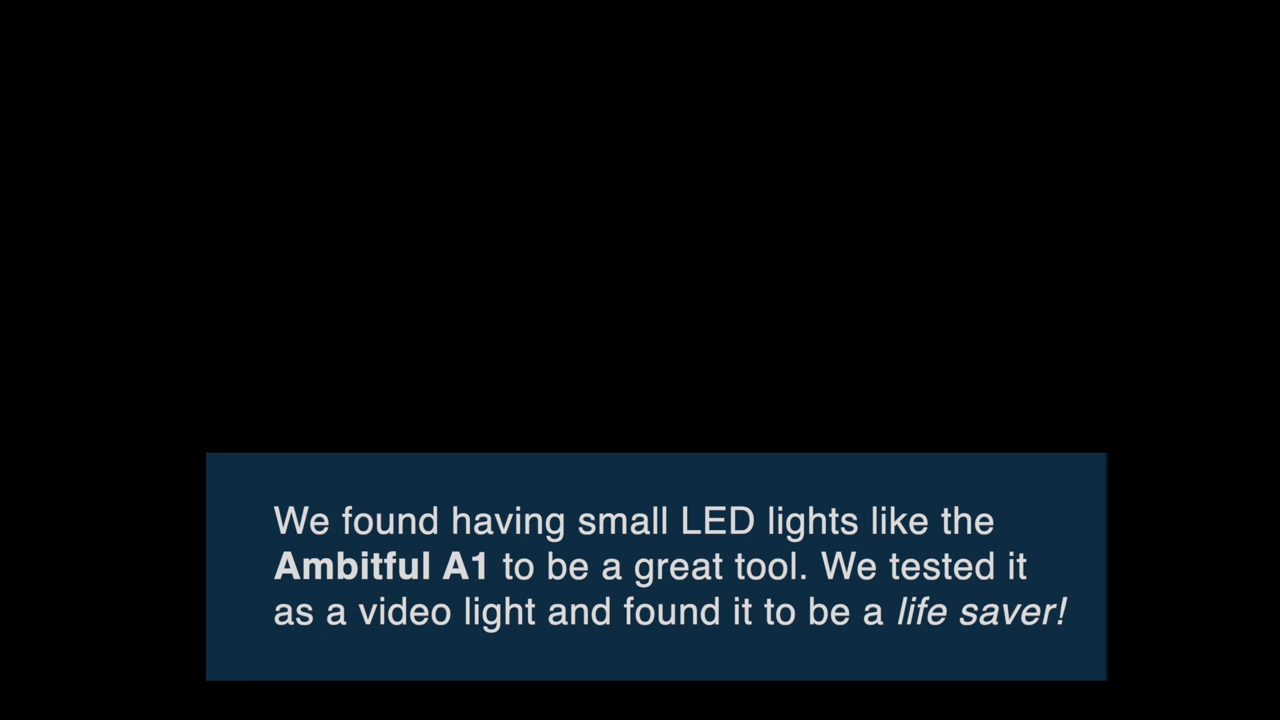 We found having small LED lights like the
Ambitful A1 to be a great tool. We tested it
as a video light and found it to be a life saver!